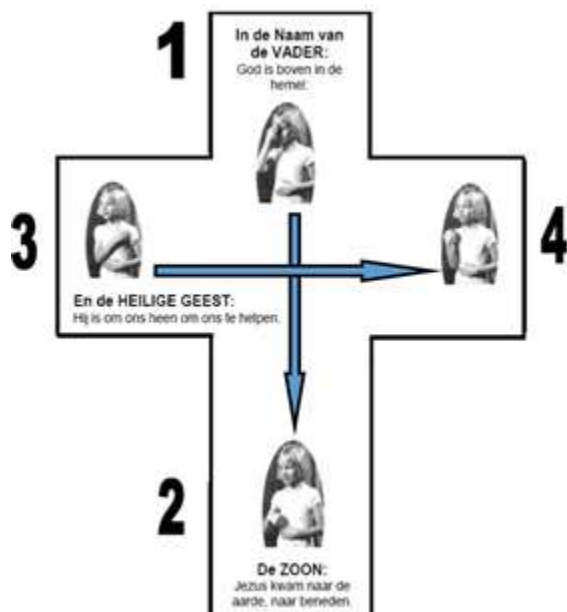 1
In de Naam van
de VADER:
God is boven in de
hemel.
3
4
En de HEILIGE GEEST:
Hij is om ons heen om ons te helpen.
2
De ZOON:
Jezus kwam naar de
aarde, naar beneden.